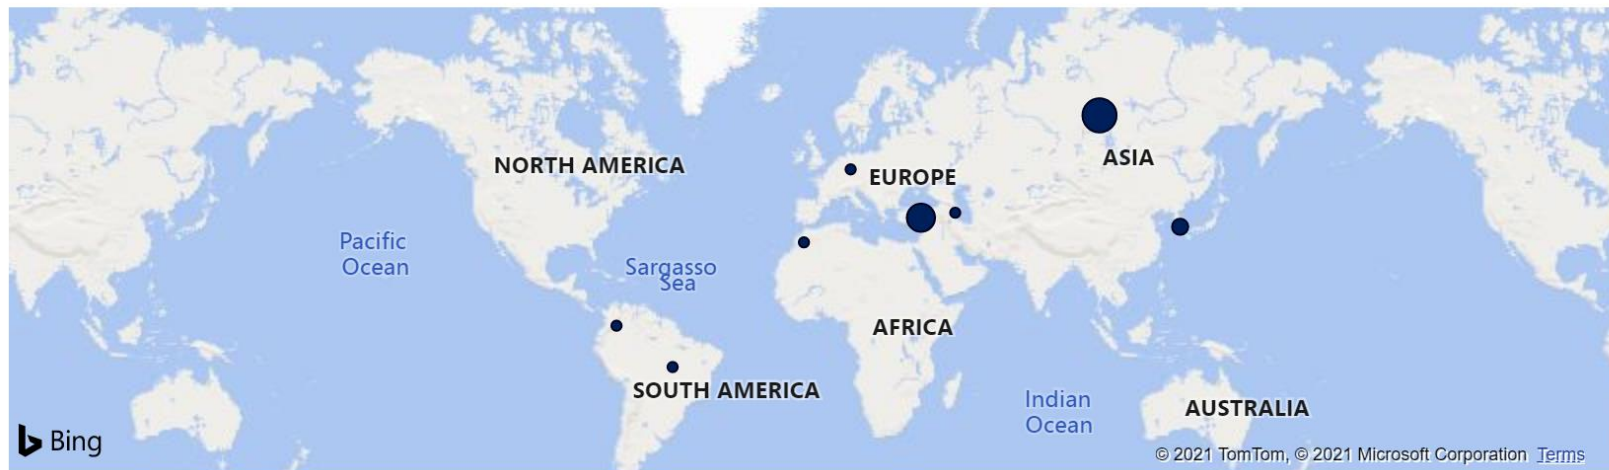 NORTH AMERICA
EUROPE
ASIA
Pacific
Ocean
Sargasso
Sea
AFRICA
SOUTH AMERICA
Indian
Ocean
AUSTRALIA
Bing
© 2021 TomTom, © 2021 Microsoft Corporation Terms